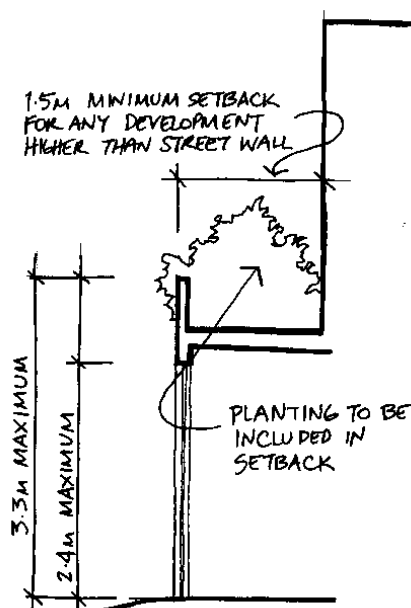 1.5M MINIMUM SETBACK
FOR ANY DEVELOPMENT
HIGHER THAN STREET WALL
3.3M MAXIMUM
2.4M MAXIMUM
PLANTING TO BE
INCLUDED IN
SETBACK